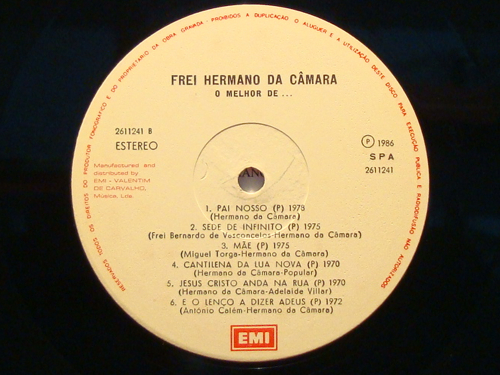 RESERVADOS TODOS OS DIREITOS DO PRODUTOR FONOGRAFICO E DO PROPRIETARIO DA OBRA GRAVADA · PROIBIDOS A DUPLICAÇÃO O ALUGUER E A UTILIZAÇÃO DESTE DISCO PARA EXECUÇÃO PUBLICA E RADIODIFUSÃO NÃO AUTORIZADOS
FREI HERMANO DA CÂMARA
O MELHOR DE ...
2611241 B
ESTEREO
Manufactured and
distributed by
EMI - VALENTIM
DE CARVALHO,
Música, Lda.
P 1986
SPA
2611241
1. PAI NOSSO (P) 1978
(Hermano da Câmara)
2. SEDE DE INFINITO (P) 1975
(Frei Bernardo de Vasconcelos-Hermano da Câmara)
3. MÃE (P) 1975
(Miguel Torga-Hermano da Câmara)
4. CANTILENA DA LUA NOVA (P) 1970
(Hermano da Câmara-Popular)
5. JESUS CRISTO ANDA NA RUA (P) 1970
(Hermano da Câmara-Adelaide Villar)
6. E O LENÇO A DIZER ADEUS (P) 1972
(António Calém-Hermano da Câmara)
EMI